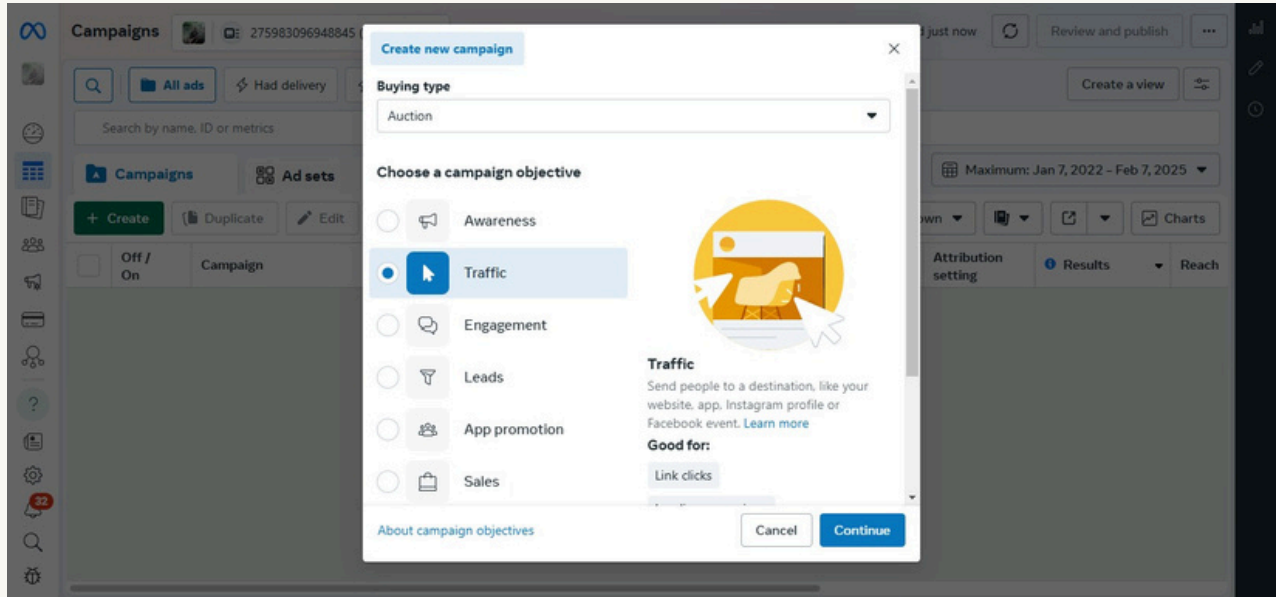 Campaigns
275983096948845 (
just now
Review and publish
...
All ads
Had delivery
Create a view
Search by name, ID or metrics
Campaigns
Ad sets
Maximum: Jan 7, 2022 – Feb 7, 2025
+ Create
Duplicate
Edit
Charts
Off / On
Campaign
Attribution setting
Results
Reach
32
Create new campaign
Buying type
Auction
Choose a campaign objective
Awareness
Traffic
Engagement
Leads
App promotion
Sales
Traffic
Send people to a destination, like your
website, app, Instagram profile or
Facebook event. Learn more
Good for:
Link clicks
About campaign objectives
Cancel
Continue